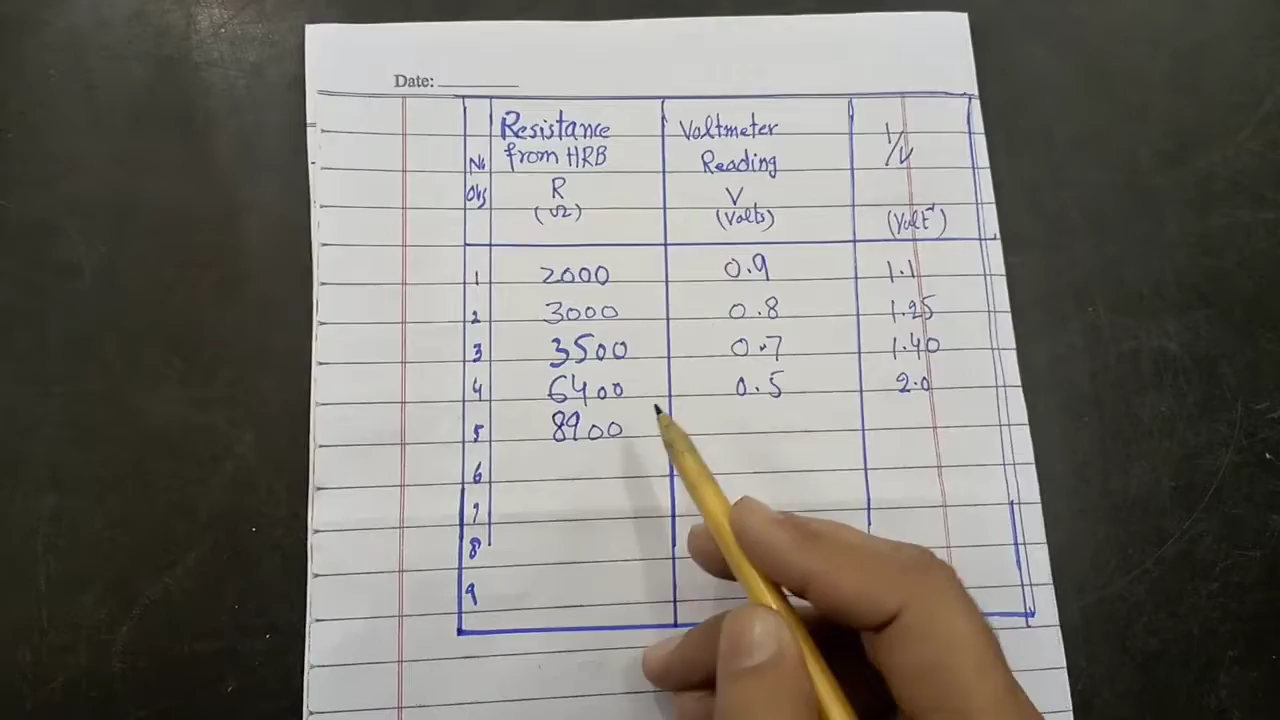 Date:
No Obs | Resistance from HRB R (Ω) | Voltmeter Reading V (Volts) | 1/V (Volt⁻¹)
1 | 2000 | 0.9 | 1.1
2 | 3000 | 0.8 | 1.25
3 | 3500 | 0.7 | 1.40
4 | 6400 | 0.5 | 2.0
5 | 8900
6
7
8
9